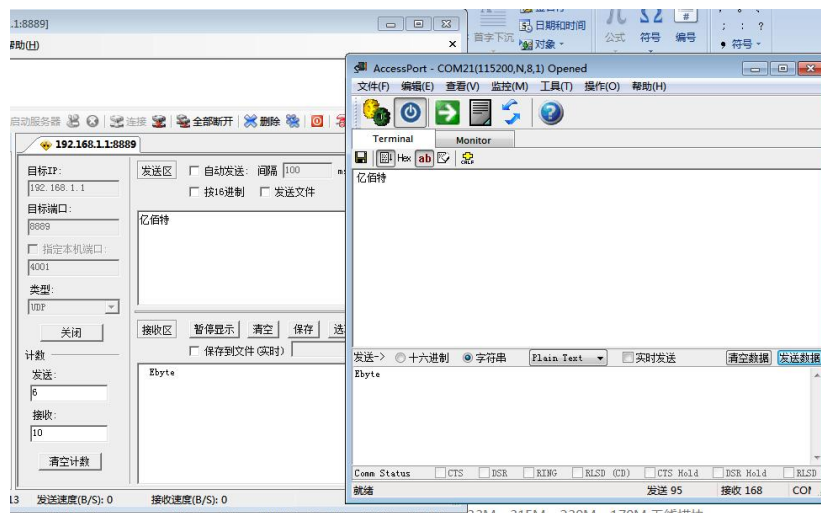 .1:8889]
帮助(H)
启动服务器 连接 全部断开 删除
192.168.1.1:8889
目标IP:
192.168.1.1
目标端口:
8889
指定本机端口:
4001
类型:
UDP
关闭
计数
发送:
6
接收:
10
清空计数
发送区 自动发送: 间隔 100 ms
按16进制 发送文件
亿佰特
接收区 暂停显示 清空 保存
保存到文件(实时)
Ebyte
13 发送速度(B/S): 0 接收速度(B/S): 0
首字下沉
日期和时间
对象
公式 符号 编号
符号
AccessPort - COM21(115200,N,8,1) Opened
文件(F) 编辑(E) 查看(V) 监控(M) 工具(T) 操作(O) 帮助(H)
Terminal Monitor
Hex ab
亿佰特
发送-> 十六进制 字符串 Plain Text 实时发送 清空数据 发送数据
Ebyte
Comm Status CTS DSR RING RLSD (CD) CTS Hold DSR Hold RLSD
就绪 发送 95 接收 168 COM